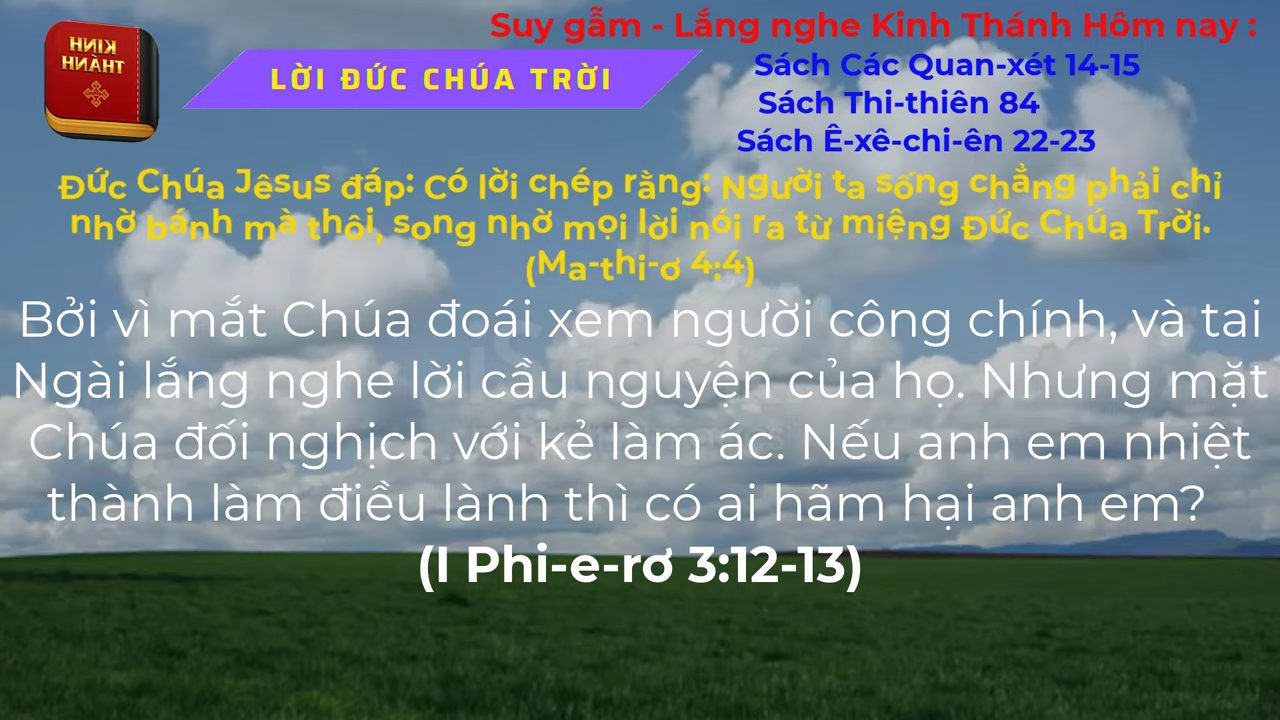 Suy gẫm - Lắng nghe Kinh Thánh Hôm nay :
KINH
THÀNH
LỜI ĐỨC CHÚA TRỜI
Sách Các Quan-xét 14-15
Sách Thi-thiên 84
Sách Ê-xê-chi-ên 22-23
Đức Chúa Jêsus đáp: Có lời chép rằng: Người ta sống chẳng phải chỉ
nhờ bánh mà thôi, song nhờ mọi lời nói ra từ miệng Đức Chúa Trời.
(Ma-thi-ơ 4:4)
Bởi vì mắt Chúa đoái xem người công chính, và tai
Ngài lắng nghe lời cầu nguyện của họ. Nhưng mặt
Chúa đối nghịch với kẻ làm ác. Nếu anh em nhiệt
thành làm điều lành thì có ai hãm hại anh em?
(I Phi-e-rơ 3:12-13)